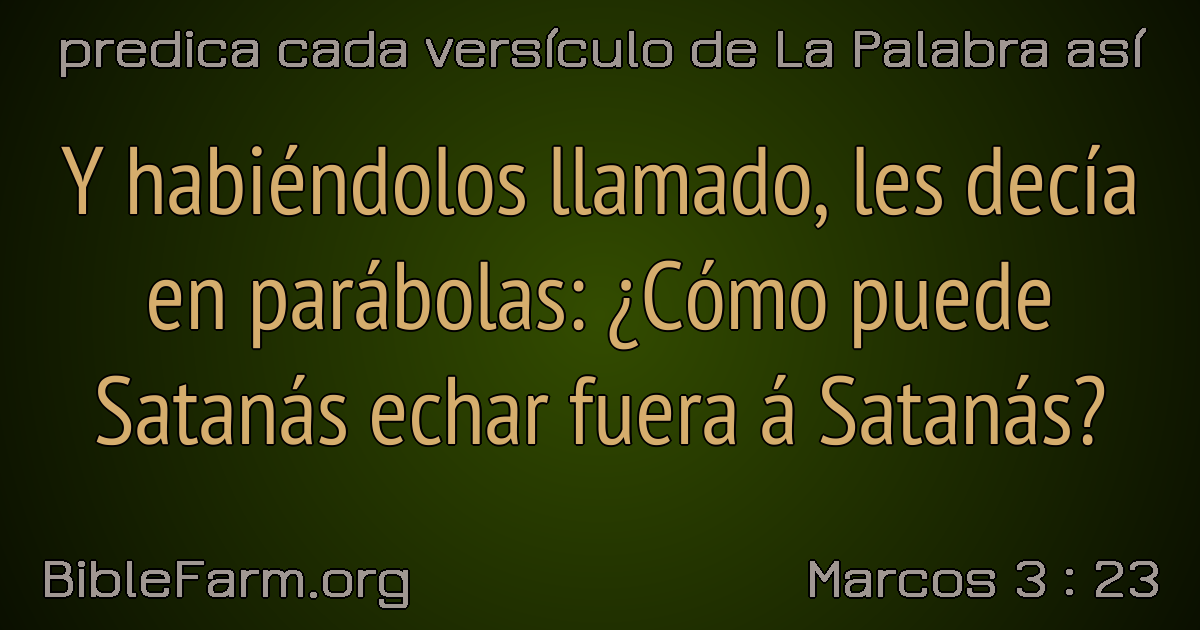 predica cada versículo de La Palabra así
Y habiéndolos llamado, les decía
en parábolas: ¿Cómo puede
Satanás echar fuera á Satanás?
BibleFarm.org
Marcos 3 : 23